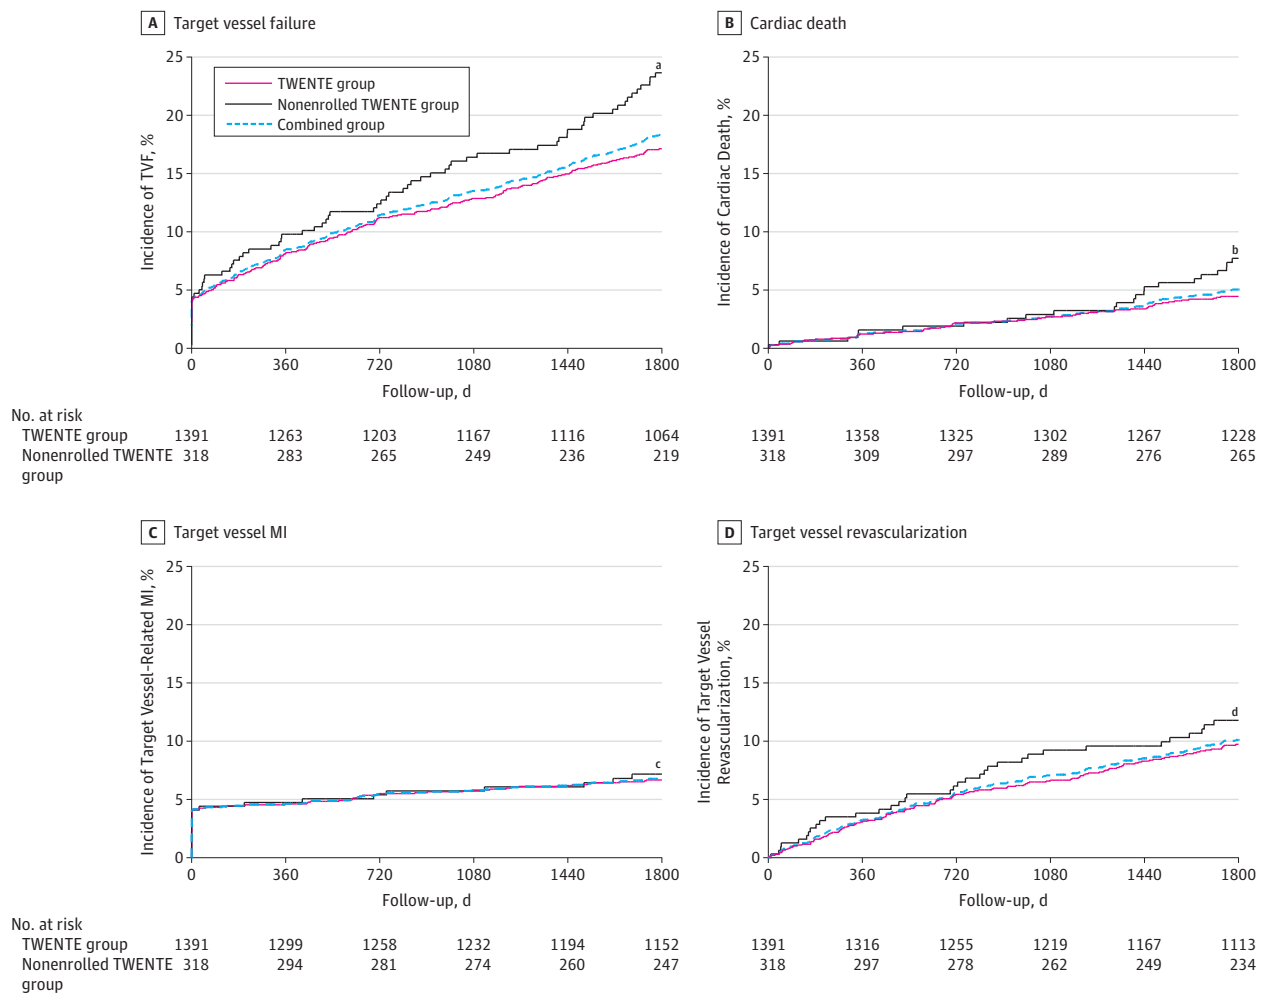 A Target vessel failure
25
20
15
10
5
0
Incidence of TVF, %
TWENTE group
Nonenrolled TWENTE group
Combined group
a
0 360 720 1080 1440 1800
Follow-up, d
No. at risk
TWENTE group 1391 1263 1203 1167 1116 1064
Nonenrolled TWENTE group 318 283 265 249 236 219
B Cardiac death
25
20
15
10
5
0
Incidence of Cardiac Death, %
b
0 360 720 1080 1440 1800
Follow-up, d
1391 1358 1325 1302 1267 1228
318 309 297 289 276 265
C Target vessel MI
25
20
15
10
5
0
Incidence of Target Vessel-Related MI, %
c
0 360 720 1080 1440 1800
Follow-up, d
No. at risk
TWENTE group 1391 1299 1258 1232 1194 1152
Nonenrolled TWENTE group 318 294 281 274 260 247
D Target vessel revascularization
25
20
15
10
5
0
Incidence of Target Vessel
Revascularization, %
d
0 360 720 1080 1440 1800
Follow-up, d
1391 1316 1255 1219 1167 1113
318 297 278 262 249 234